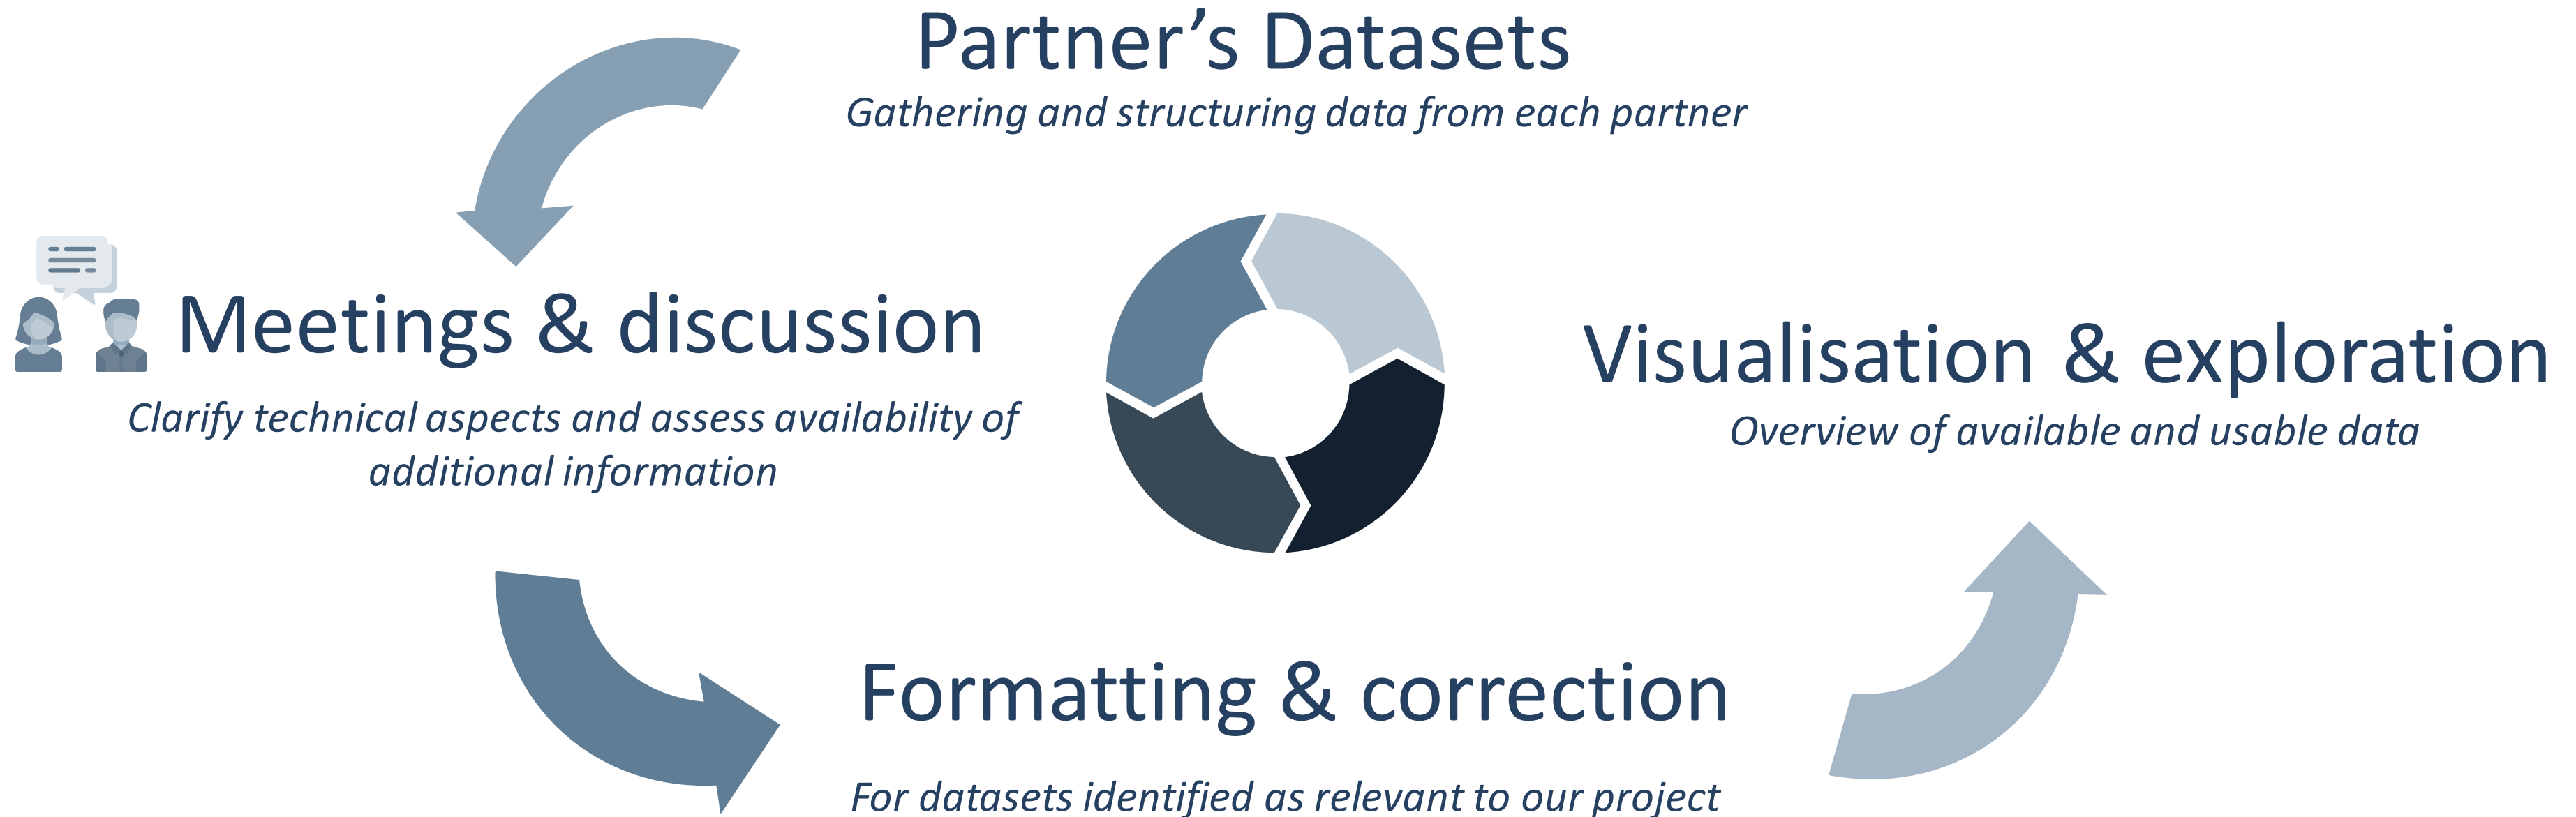 Partner’s Datasets
Gathering and structuring data from each partner
Meetings & discussion
Clarify technical aspects and assess availability of
additional information
Visualisation & exploration
Overview of available and usable data
Formatting & correction
For datasets identified as relevant to our project